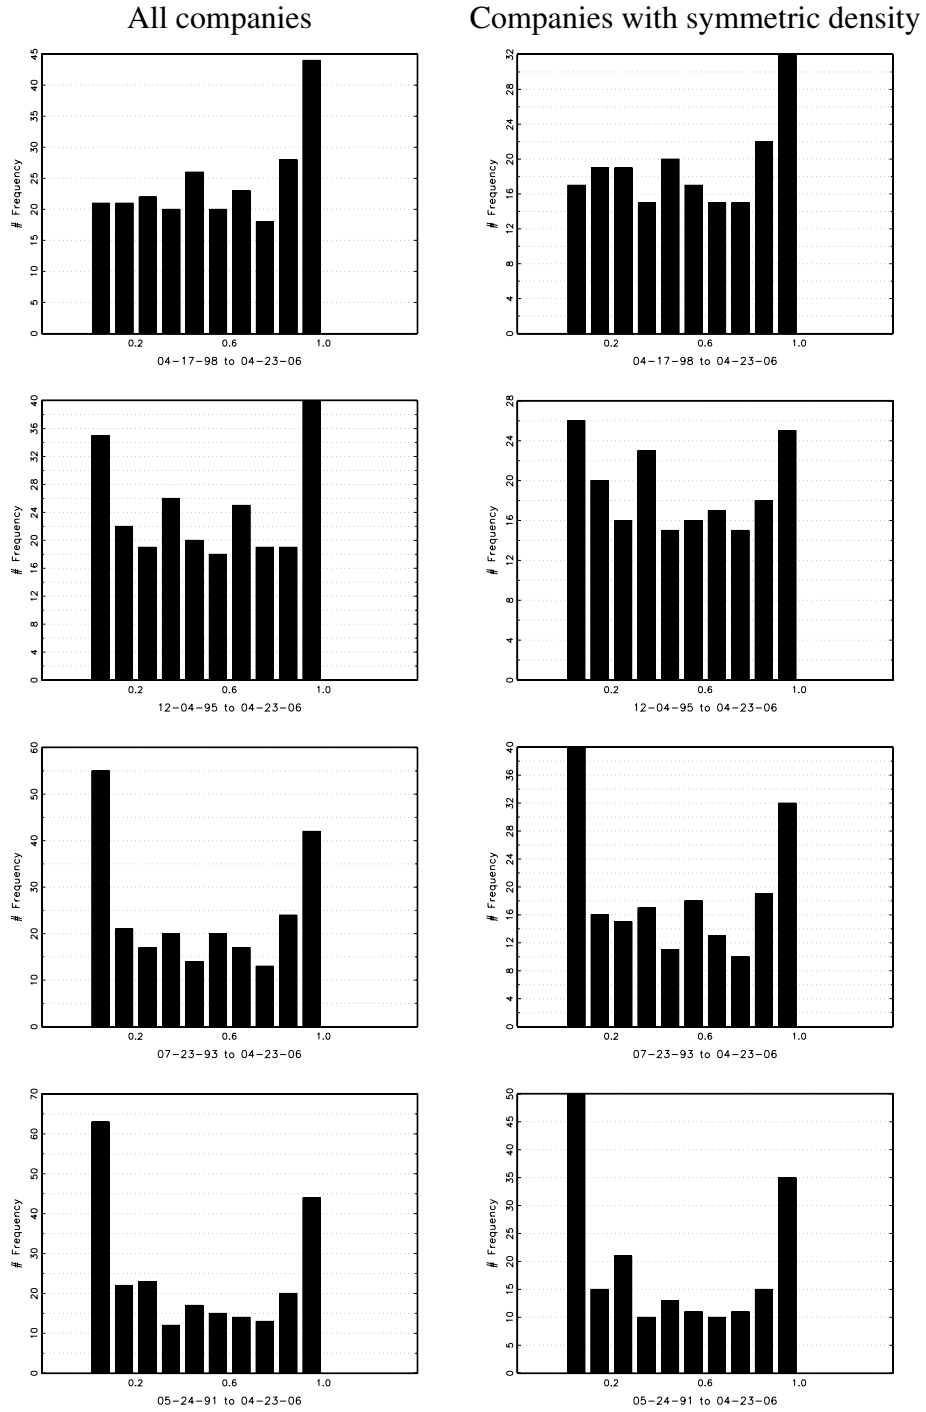 All companies
Companies with symmetric density
# Frequency
0 5 10 15 20 25 30 35 40 45
0.2 0.6 1.0
04-17-98 to 04-23-06
# Frequency
0 4 8 12 16 20 24 28 32
0.2 0.6 1.0
04-17-98 to 04-23-06
# Frequency
0 4 8 12 16 20 24 28 32 36 40
0.2 0.6 1.0
12-04-95 to 04-23-06
# Frequency
0 4 8 12 16 20 24 28
0.2 0.6 1.0
12-04-95 to 04-23-06
# Frequency
0 10 20 30 40 50 60
0.2 0.6 1.0
07-23-93 to 04-23-06
# Frequency
0 4 8 12 16 20 24 28 32 36 40
0.2 0.6 1.0
07-23-93 to 04-23-06
# Frequency
0 10 20 30 40 50 60 70
0.2 0.6 1.0
05-24-91 to 04-23-06
# Frequency
0 5 10 15 20 25 30 35 40 45 50
0.2 0.6 1.0
05-24-91 to 04-23-06